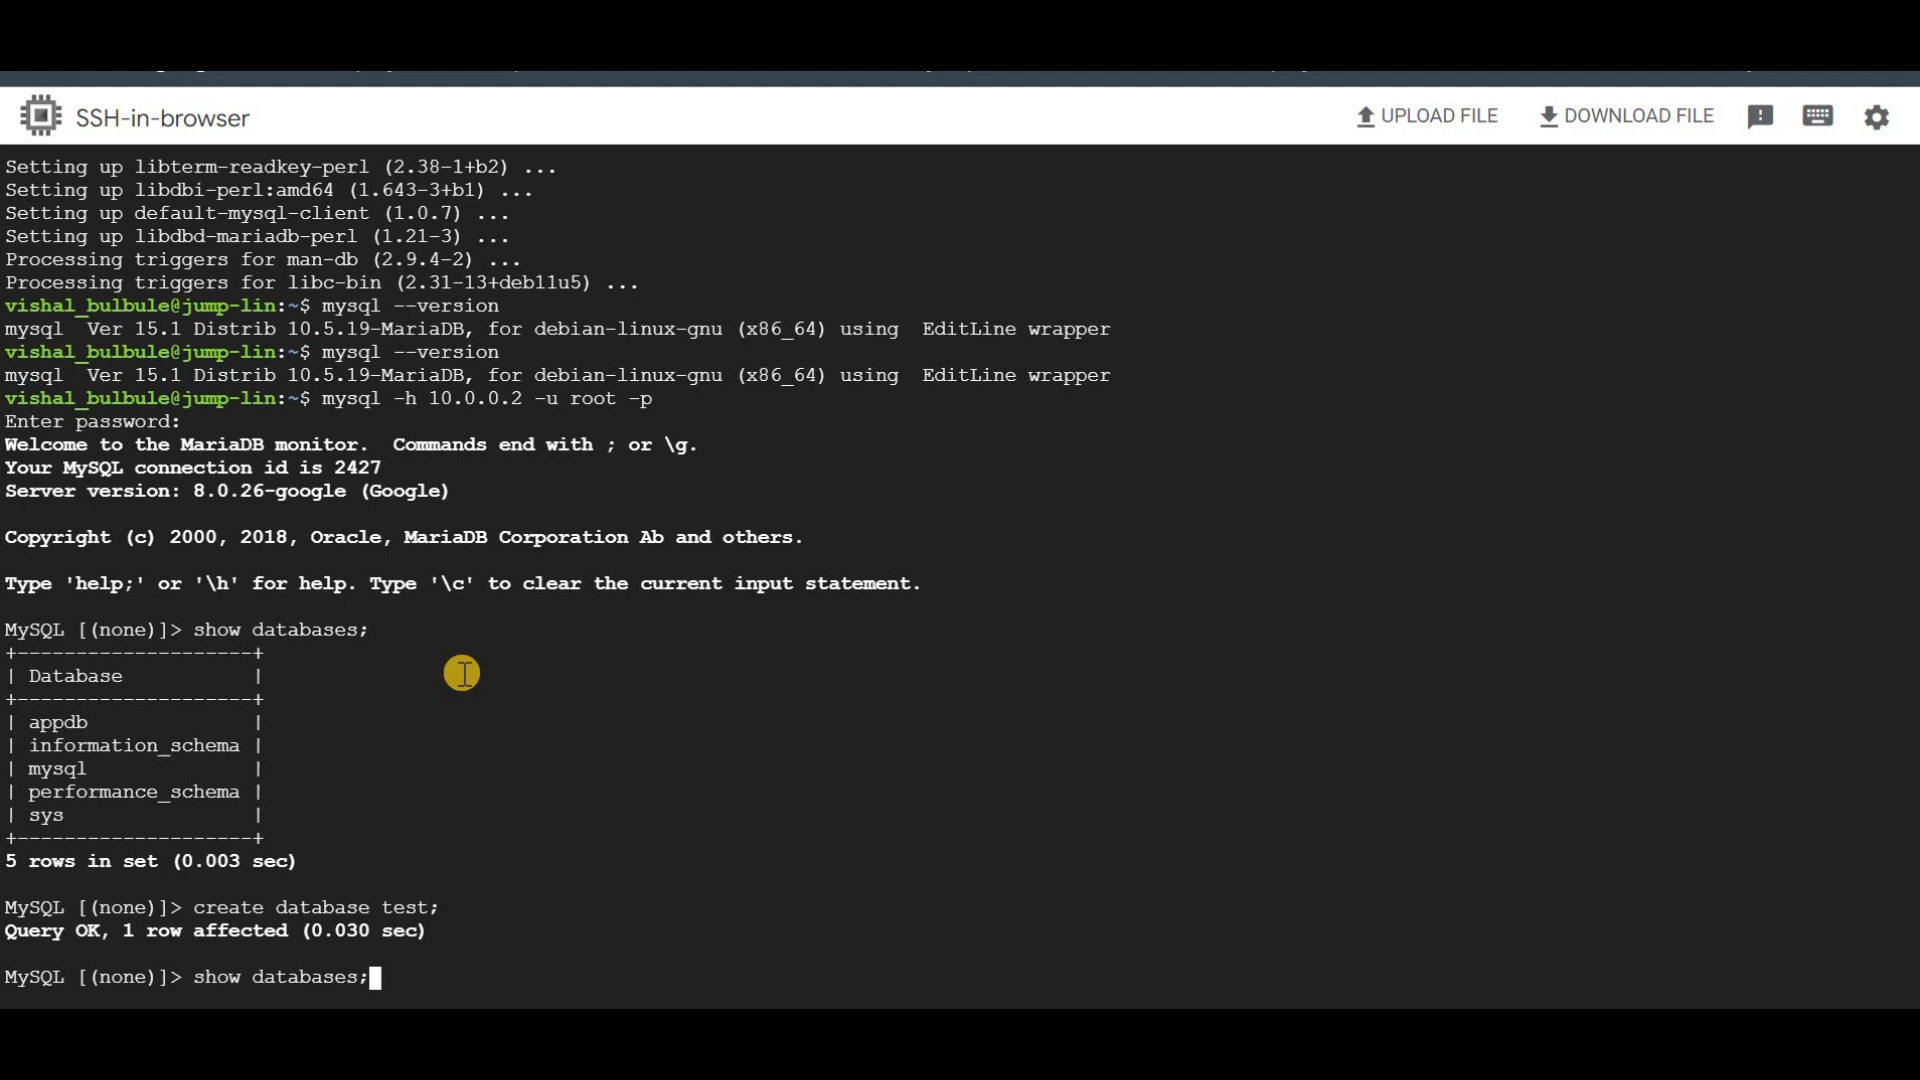 SSH-in-browser
UPLOAD FILE
DOWNLOAD FILE
Setting up libterm-readkey-perl (2.38-1+b2) ...
Setting up libdbi-perl:amd64 (1.643-3+b1) ...
Setting up default-mysql-client (1.0.7) ...
Setting up libdbd-mariadb-perl (1.21-3) ...
Processing triggers for man-db (2.9.4-2) ...
Processing triggers for libc-bin (2.31-13+deb11u5) ...
vishal_bulbule@jump-lin:~$ mysql --version
mysql  Ver 15.1 Distrib 10.5.19-MariaDB, for debian-linux-gnu (x86_64) using  EditLine wrapper
vishal_bulbule@jump-lin:~$ mysql --version
mysql  Ver 15.1 Distrib 10.5.19-MariaDB, for debian-linux-gnu (x86_64) using  EditLine wrapper
vishal_bulbule@jump-lin:~$ mysql -h 10.0.0.2 -u root -p
Enter password:
Welcome to the MariaDB monitor.  Commands end with ; or \g.
Your MySQL connection id is 2427
Server version: 8.0.26-google (Google)
Copyright (c) 2000, 2018, Oracle, MariaDB Corporation Ab and others.
Type 'help;' or '\h' for help. Type '\c' to clear the current input statement.
MySQL [(none)]> show databases;
+--------------------+
| Database           |
+--------------------+
| appdb              |
| information_schema |
| mysql              |
| performance_schema |
| sys                |
+--------------------+
5 rows in set (0.003 sec)
MySQL [(none)]> create database test;
Query OK, 1 row affected (0.030 sec)
MySQL [(none)]> show databases;